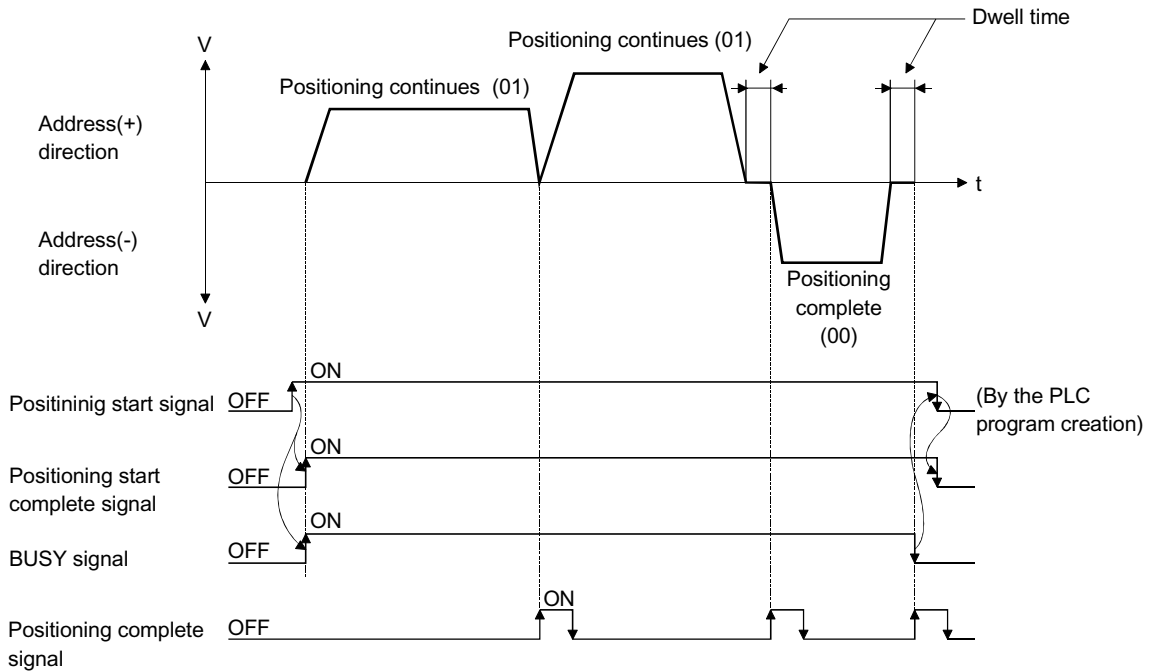 Dwell time
V
Positioning continues (01)
Positioning continues (01)
Address(+)
direction
t
Address(-)
direction
Positioning
complete
(00)
V
ON
Positininig start signal
OFF
(By the PLC
program creation)
ON
Positioning start
complete signal
OFF
ON
BUSY signal
OFF
ON
Positioning complete
signal
OFF